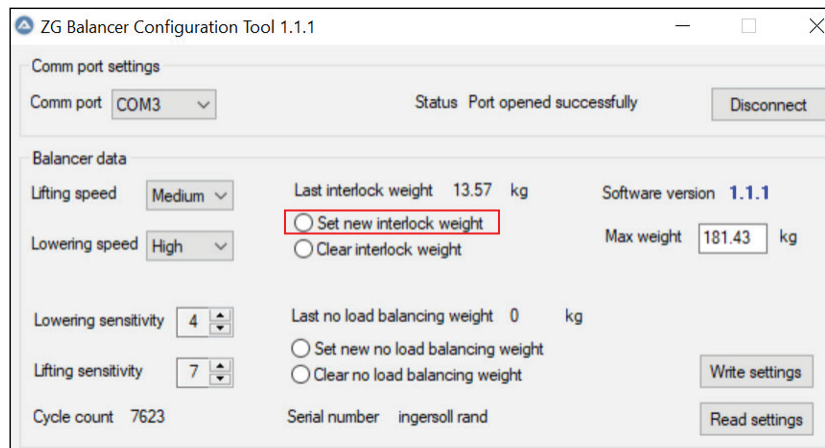 ZG Balancer Configuration Tool 1.1.1
Comm port settings
Comm port COM3 Status Port opened successfully Disconnect
Balancer data
Lifting speed Medium Last interlock weight 13.57 kg Software version 1.1.1
Set new interlock weight
Lowering speed High Clear interlock weight Max weight 181.43 kg
Lowering sensitivity 4 Last no load balancing weight 0 kg
Set new no load balancing weight
Lifting sensitivity 7 Clear no load balancing weight Write settings
Cycle count 7623 Serial number ingersoll rand Read settings